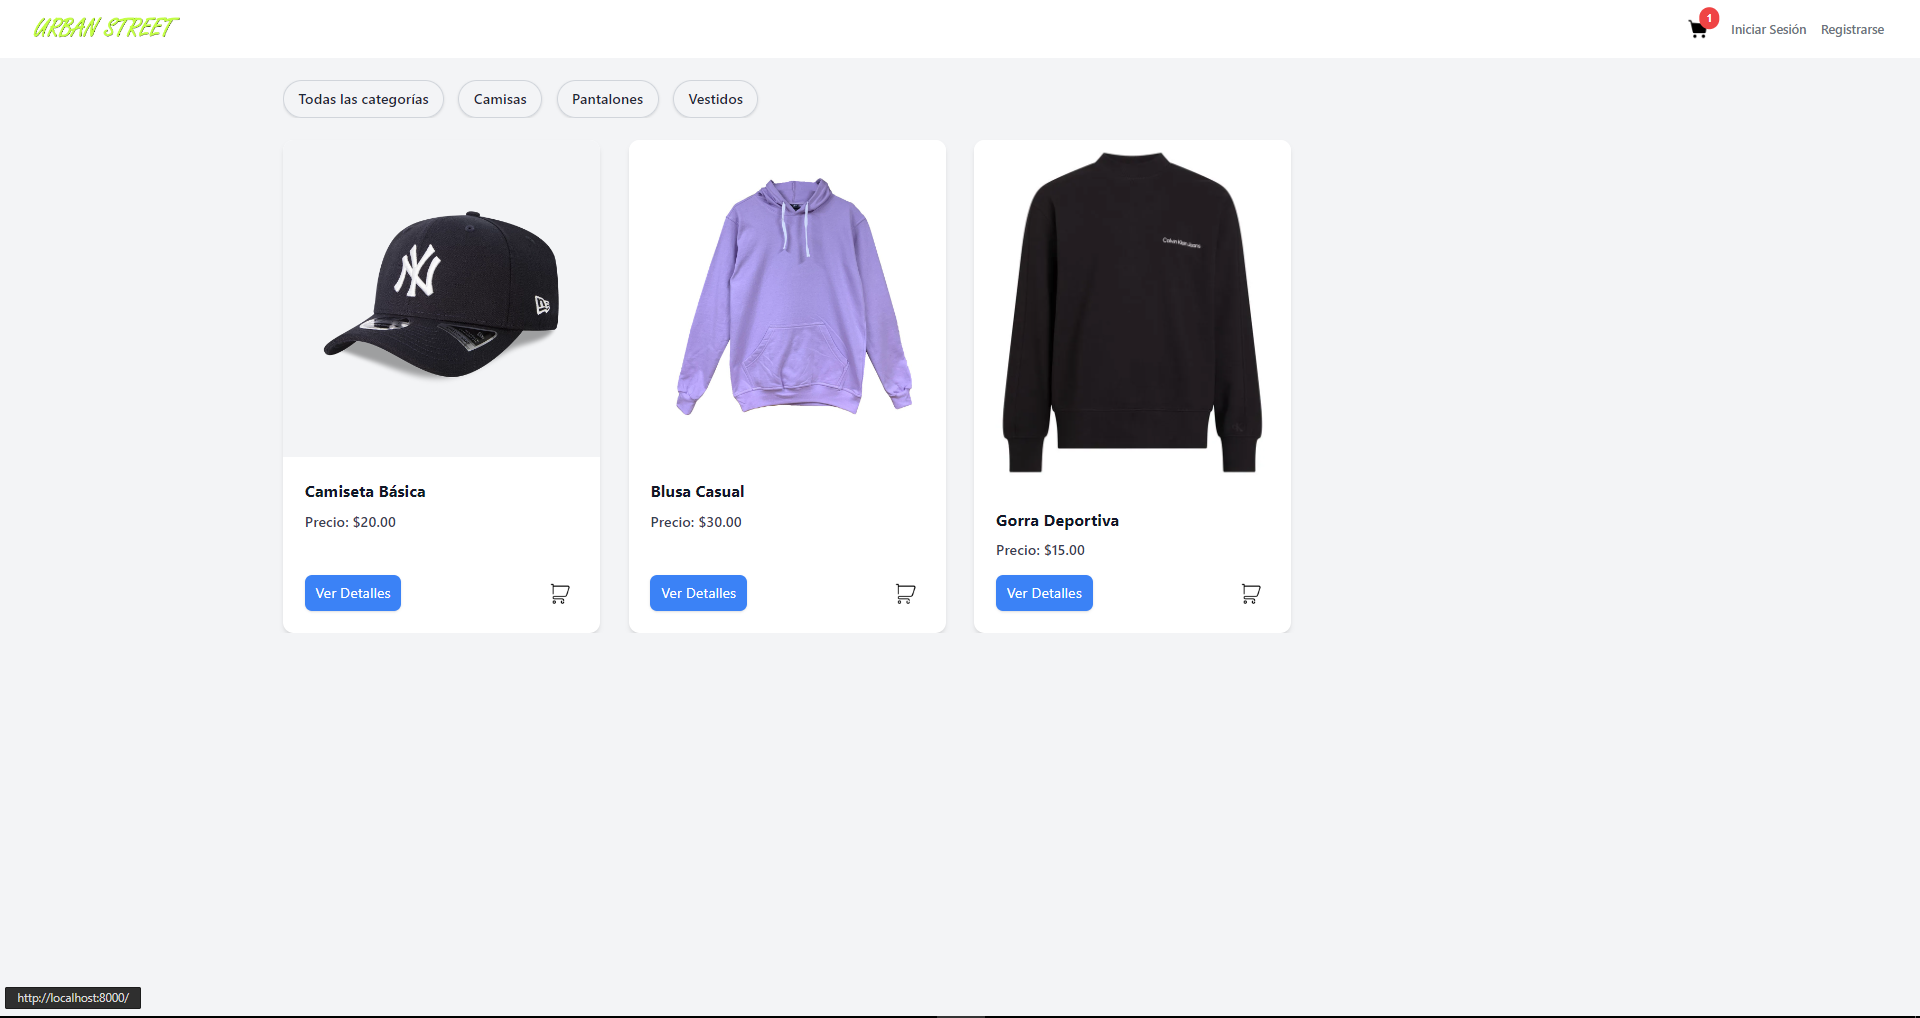 URBAN STREET
1
Iniciar Sesión
Registrarse
Todas las categorías
Camisas
Pantalones
Vestidos
NY
Calvin Klein Jeans
Camiseta Básica
Precio: $20.00
Ver Detalles
Blusa Casual
Precio: $30.00
Ver Detalles
Gorra Deportiva
Precio: $15.00
Ver Detalles
http://localhost:8000/